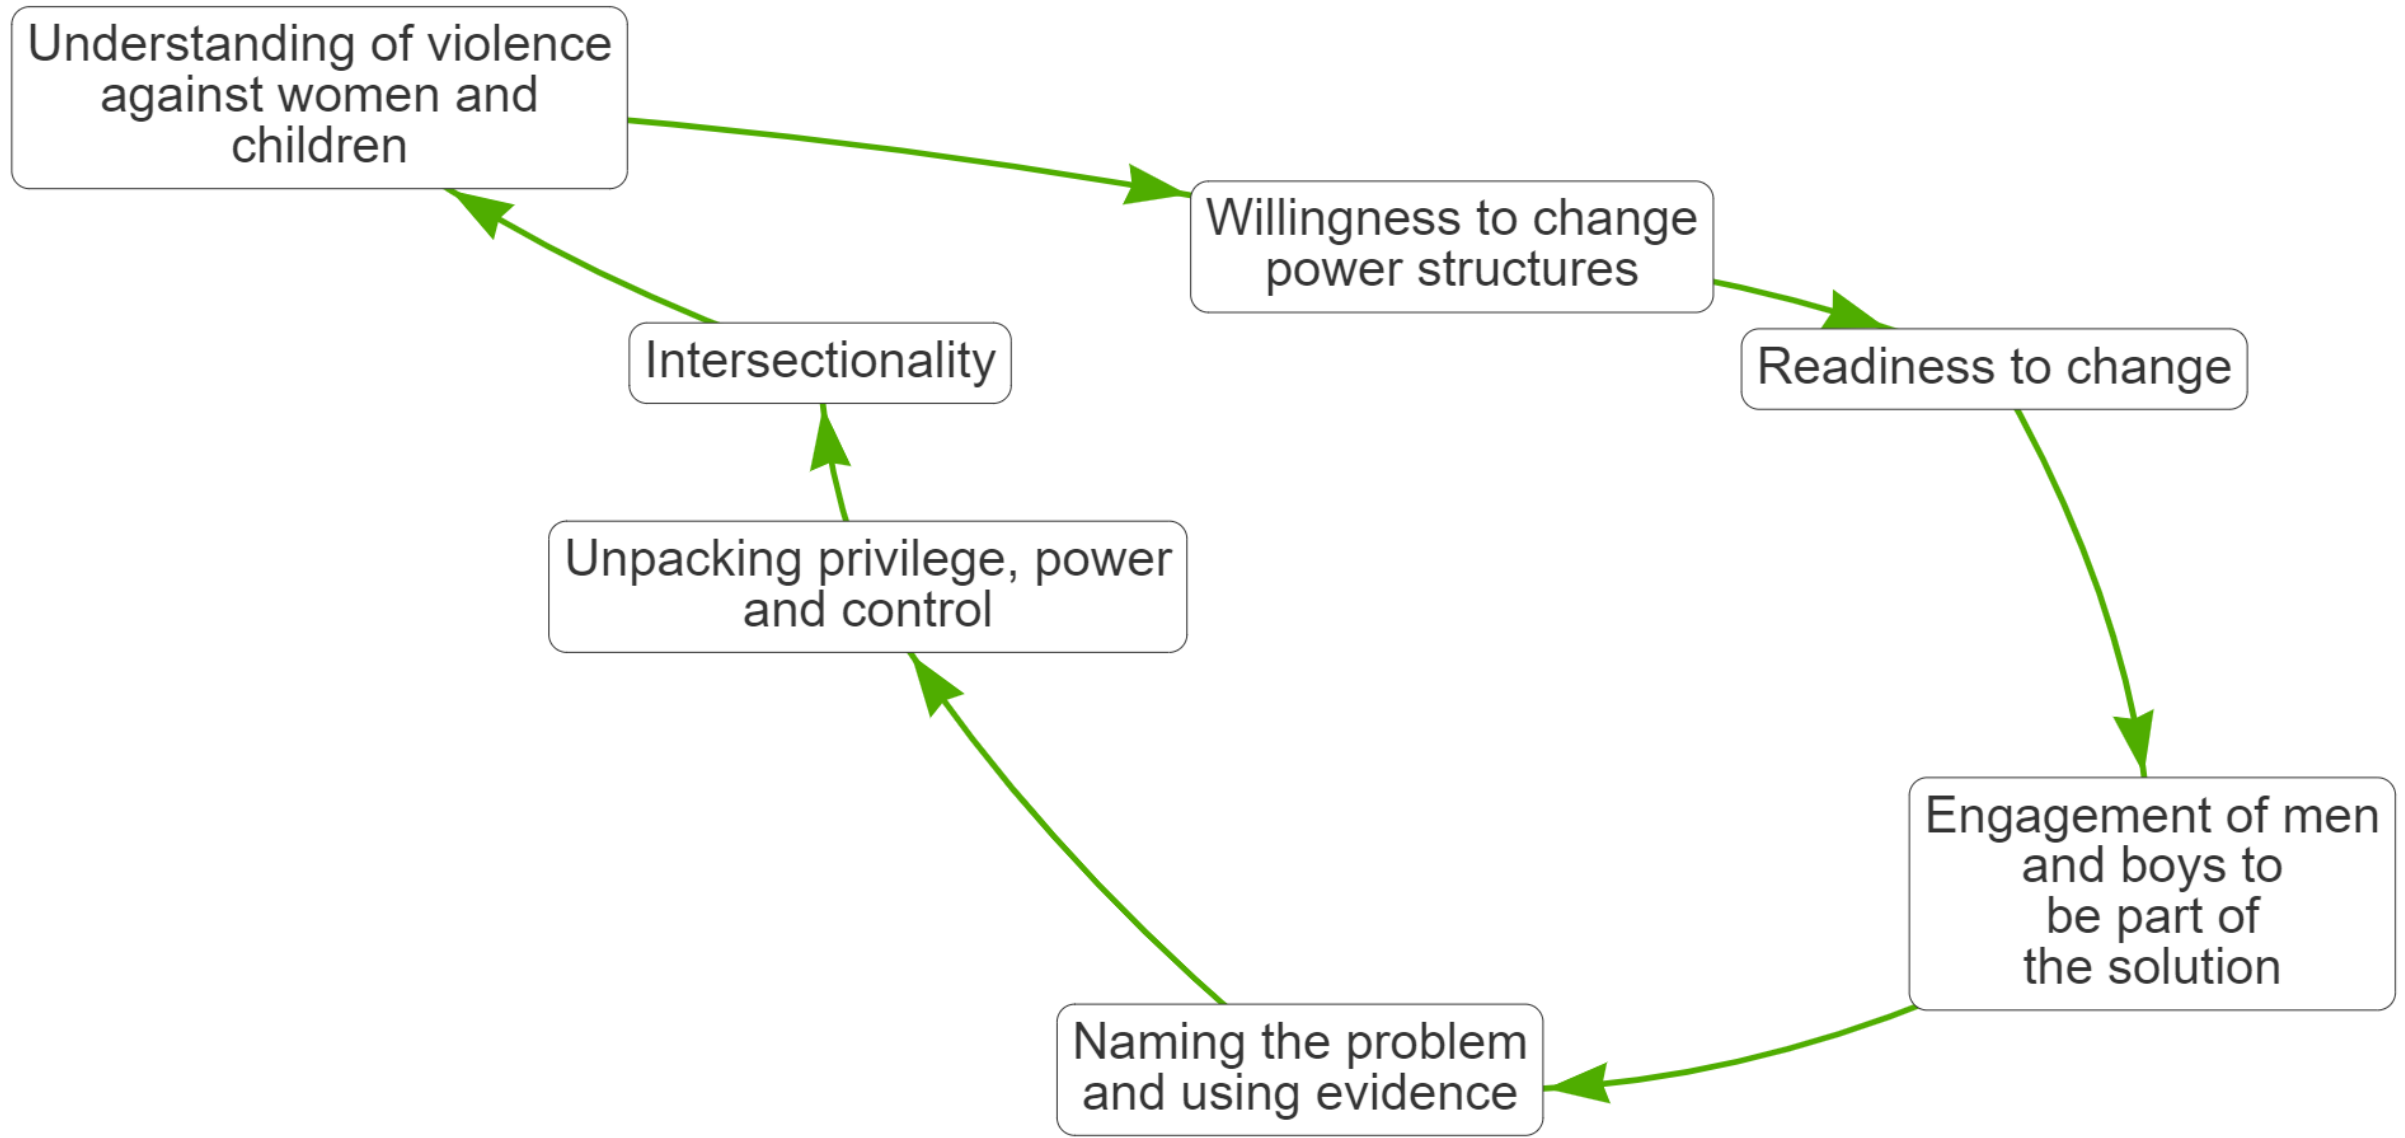 Understanding of violence
against women and
children
Willingness to change
power structures
Intersectionality
Readiness to change
Unpacking privilege, power
and control
Engagement of men
and boys to
be part of
the solution
Naming the problem
and using evidence